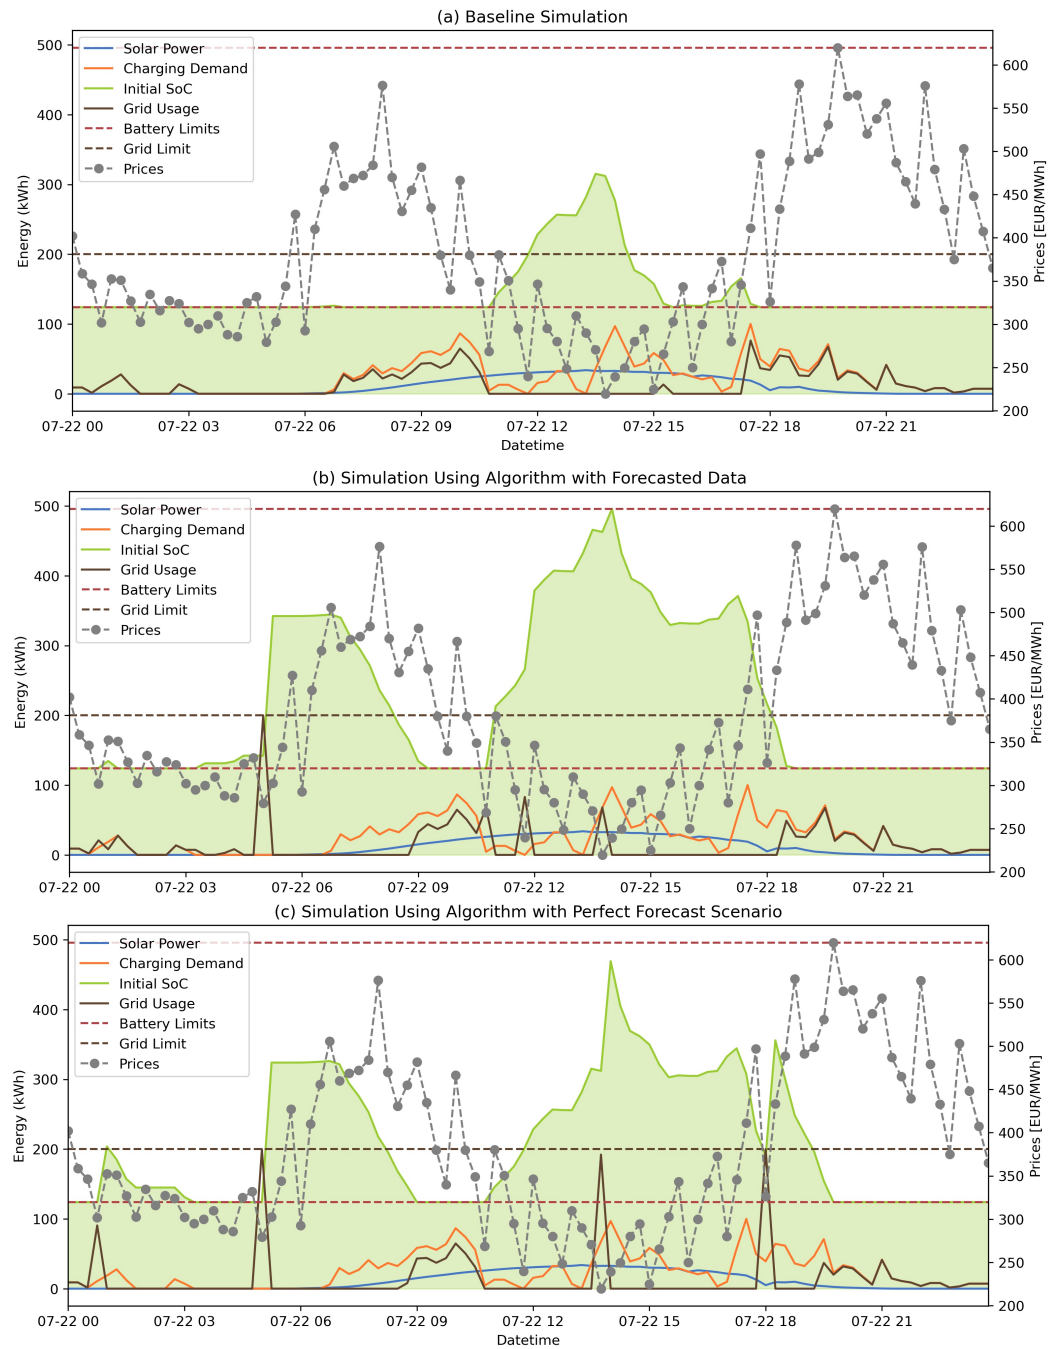 (a) Baseline Simulation
Solar Power
Charging Demand
Initial SoC
Grid Usage
Battery Limits
Grid Limit
Prices
Energy (kWh)
500
400
300
200
100
0
Prices [EUR/MWh]
600
550
500
450
400
350
300
250
200
07-22 00 07-22 03 07-22 06 07-22 09 07-22 12 07-22 15 07-22 18 07-22 21
Datetime
(b) Simulation Using Algorithm with Forecasted Data
Solar Power
Charging Demand
Initial SoC
Grid Usage
Battery Limits
Grid Limit
Prices
Energy (kWh)
500
400
300
200
100
0
Prices [EUR/MWh]
600
550
500
450
400
350
300
250
200
07-22 00 07-22 03 07-22 06 07-22 09 07-22 12 07-22 15 07-22 18 07-22 21
(c) Simulation Using Algorithm with Perfect Forecast Scenario
Solar Power
Charging Demand
Initial SoC
Grid Usage
Battery Limits
Grid Limit
Prices
Energy (kWh)
500
400
300
200
100
0
Prices [EUR/MWh]
600
550
500
450
400
350
300
250
200
07-22 00 07-22 03 07-22 06 07-22 09 07-22 12 07-22 15 07-22 18 07-22 21
Datetime